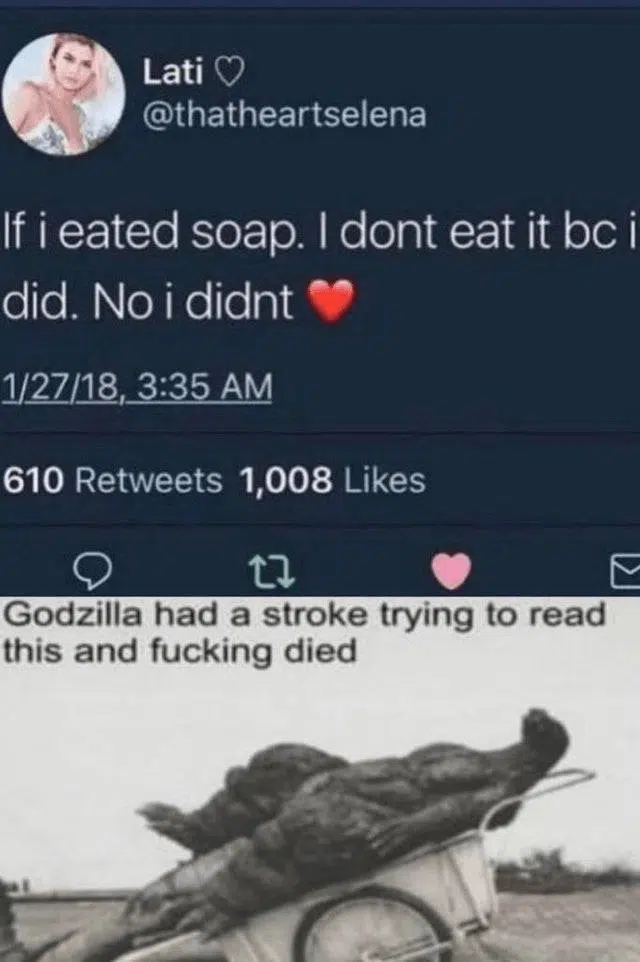 Lati ♡
@thatheartselena
If i eated soap. I dont eat it bc i
did. No i didnt ❤️
1/27/18, 3:35 AM
610 Retweets 1,008 Likes
Godzilla had a stroke trying to read
this and fucking died